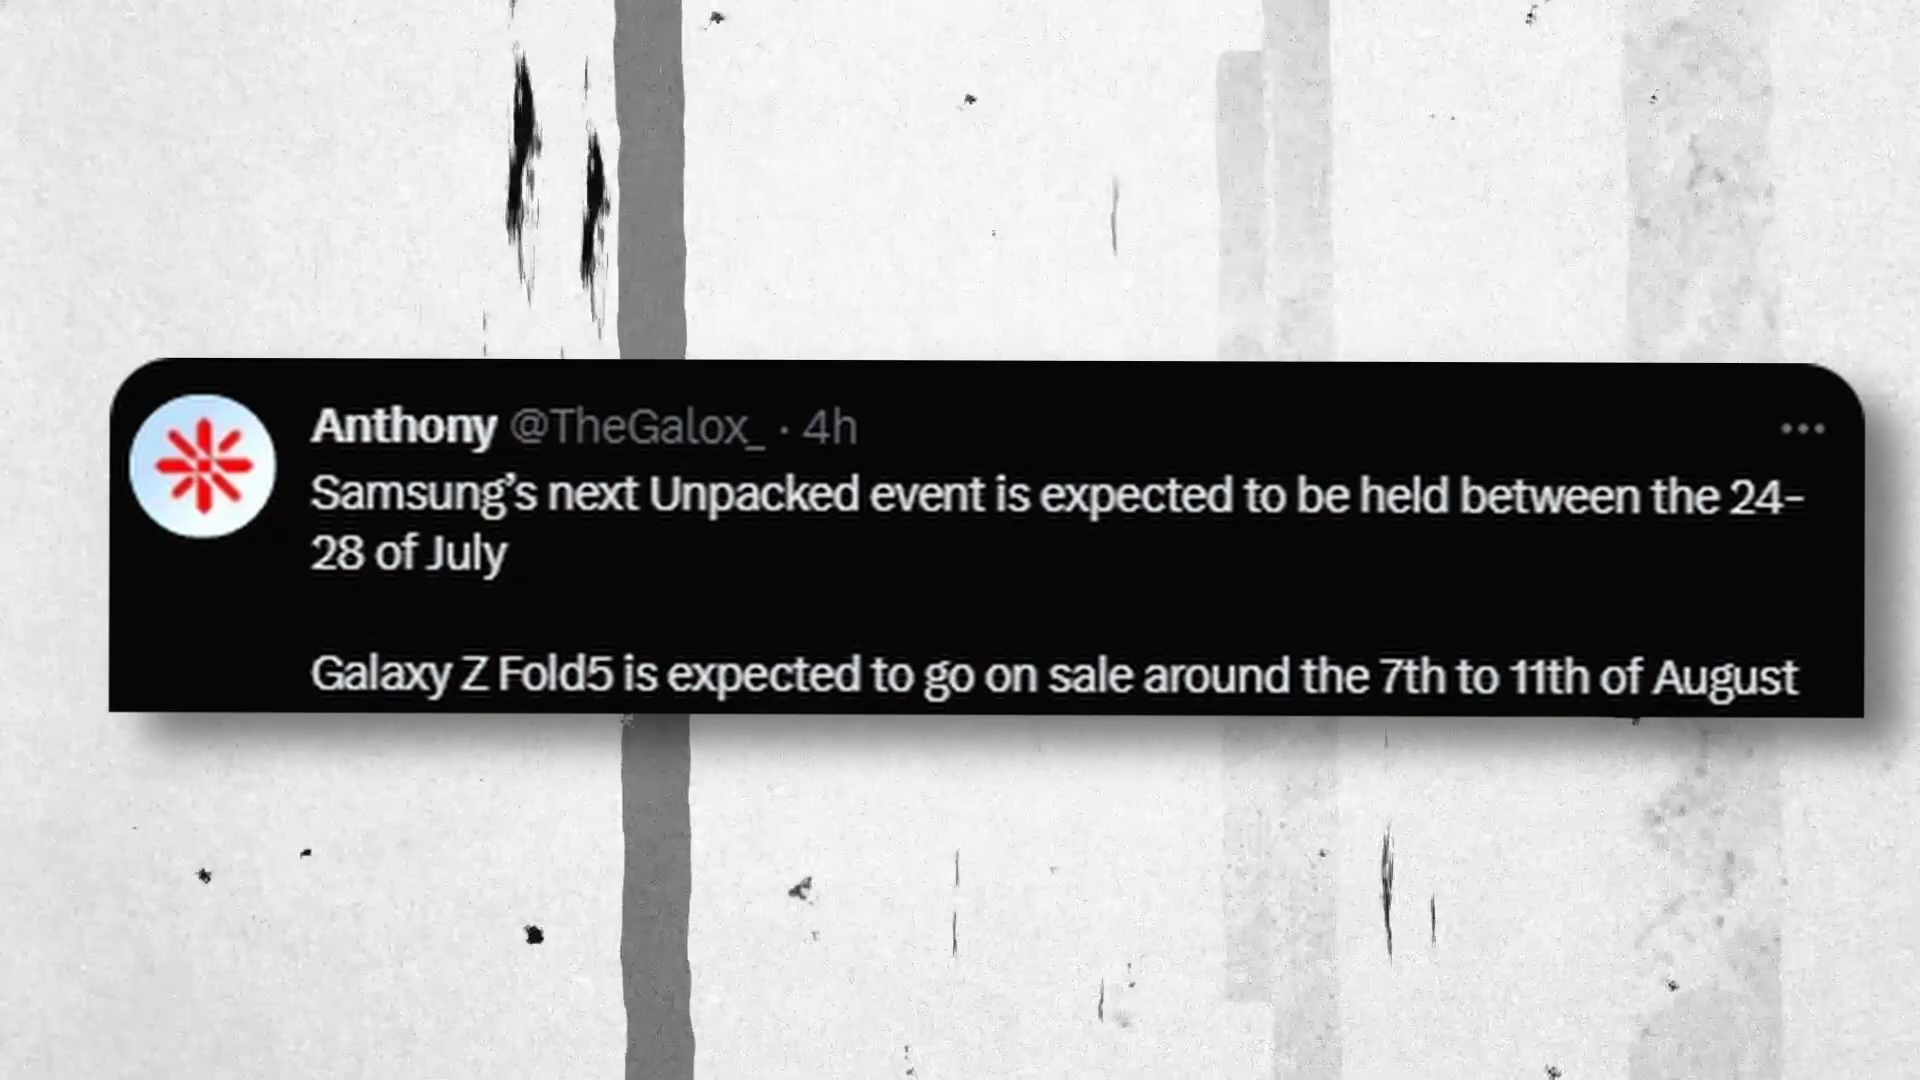 Anthony @TheGalox_ · 4h
Samsung’s next Unpacked event is expected to be held between the 24–
28 of July
Galaxy Z Fold5 is expected to go on sale around the 7th to 11th of August